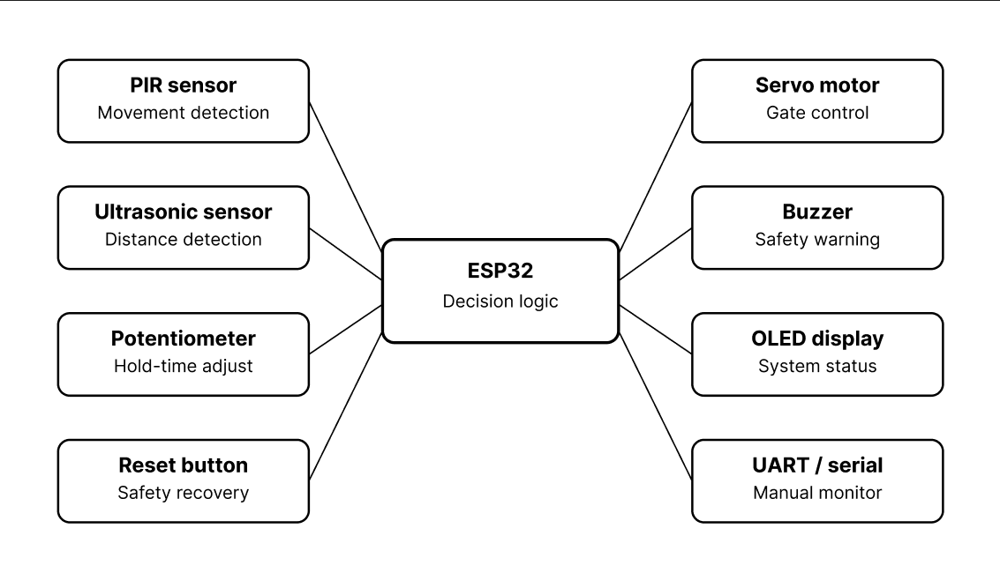 PIR sensor
Movement detection
Ultrasonic sensor
Distance detection
Potentiometer
Hold-time adjust
Reset button
Safety recovery
ESP32
Decision logic
Servo motor
Gate control
Buzzer
Safety warning
OLED display
System status
UART / serial
Manual monitor